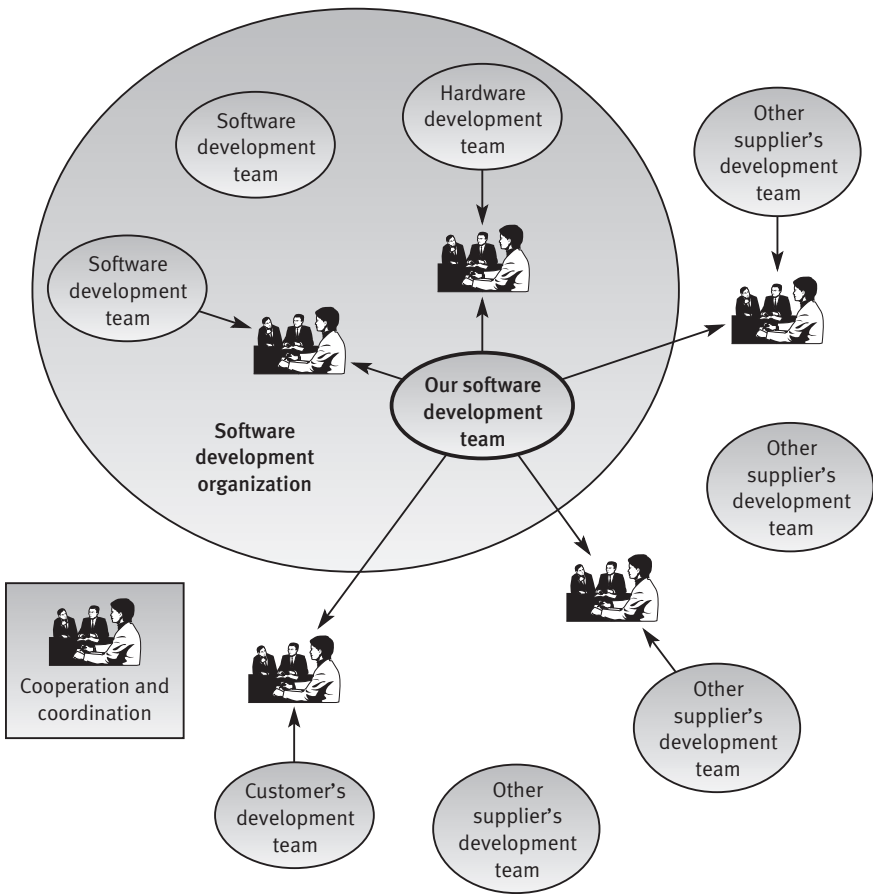 Software
development
team
Hardware
development
team
Other
supplier’s
development
team
Software
development
team
Our software
development
team
Software
development
organization
Other
supplier’s
development
team
Cooperation and
coordination
Other
supplier’s
development
team
Customer’s
development
team
Other
supplier’s
development
team